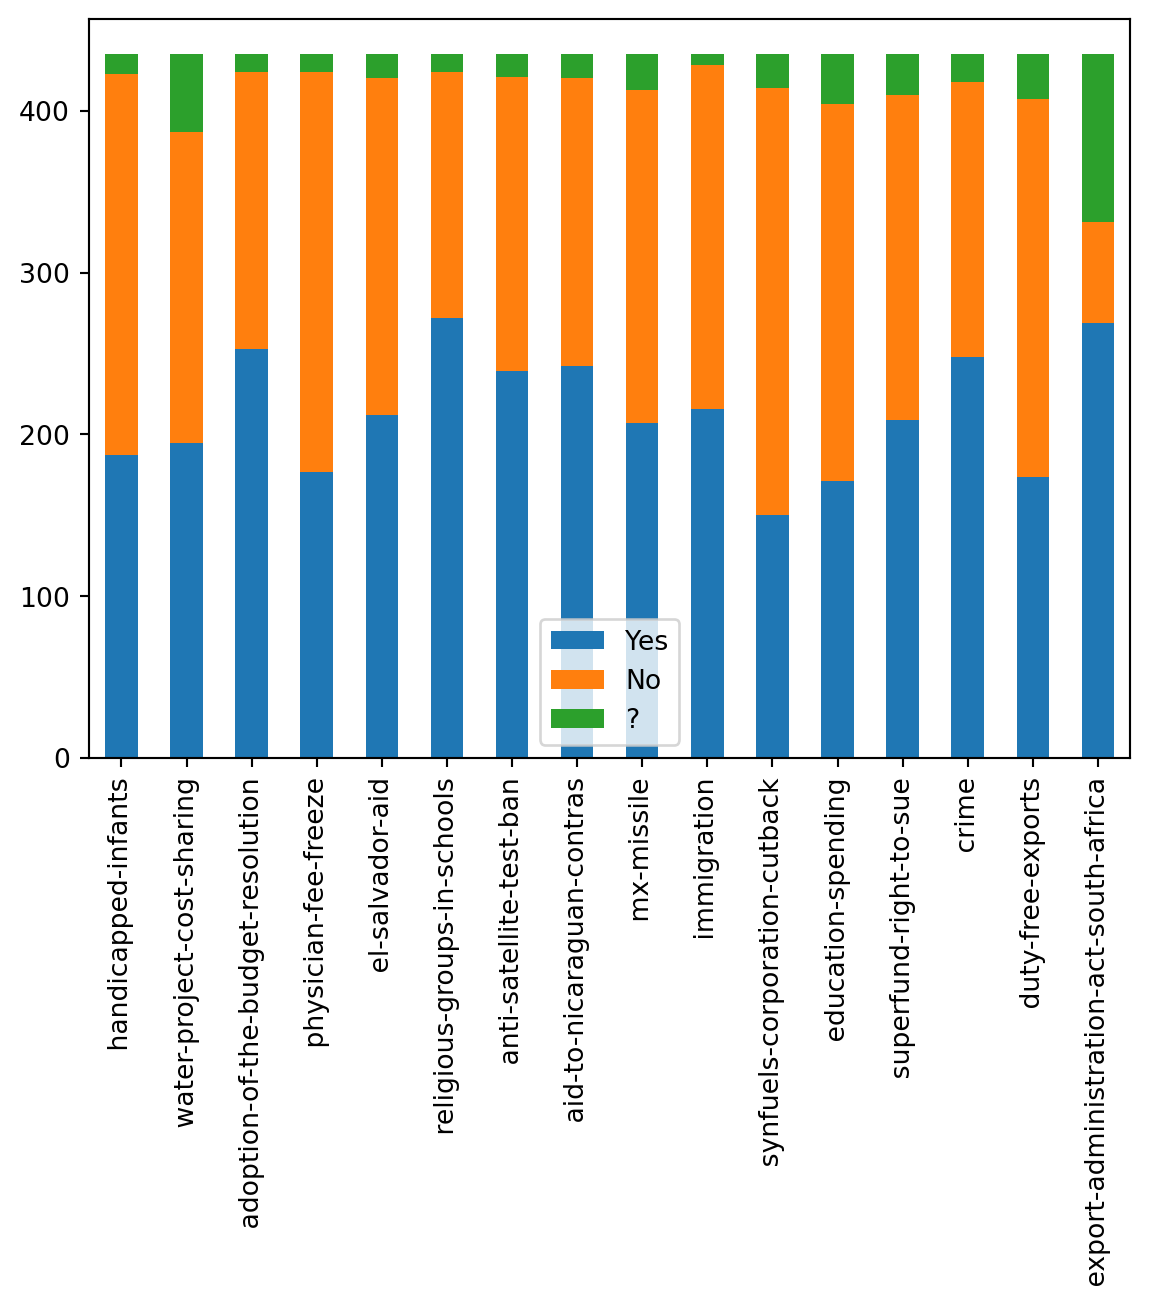 400
300
200
100
0
Yes
No
?
handicapped-infants
water-project-cost-sharing
adoption-of-the-budget-resolution
physician-fee-freeze
el-salvador-aid
religious-groups-in-schools
anti-satellite-test-ban
aid-to-nicaraguan-contras
mx-missile
immigration
synfuels-corporation-cutback
education-spending
superfund-right-to-sue
crime
duty-free-exports
export-administration-act-south-africa